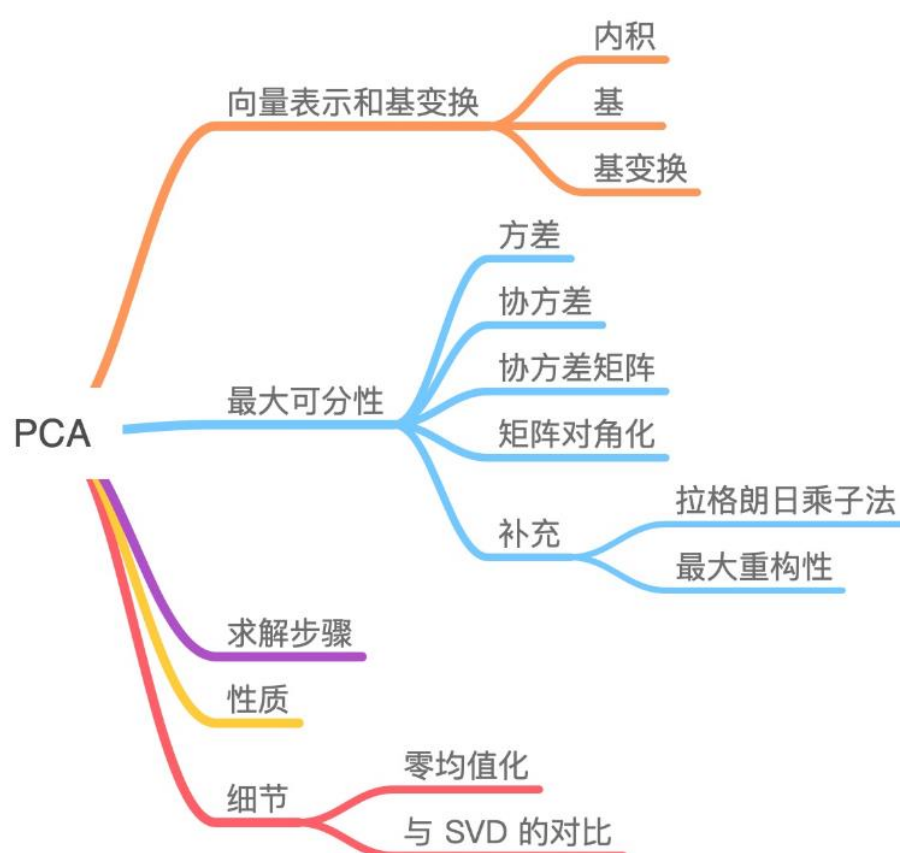 PCA
向量表示和基变换
内积
基
基变换
最大可分性
方差
协方差
协方差矩阵
矩阵对角化
补充
拉格朗日乘子法
最大重构性
求解步骤
性质
细节
零均值化
与 SVD 的对比